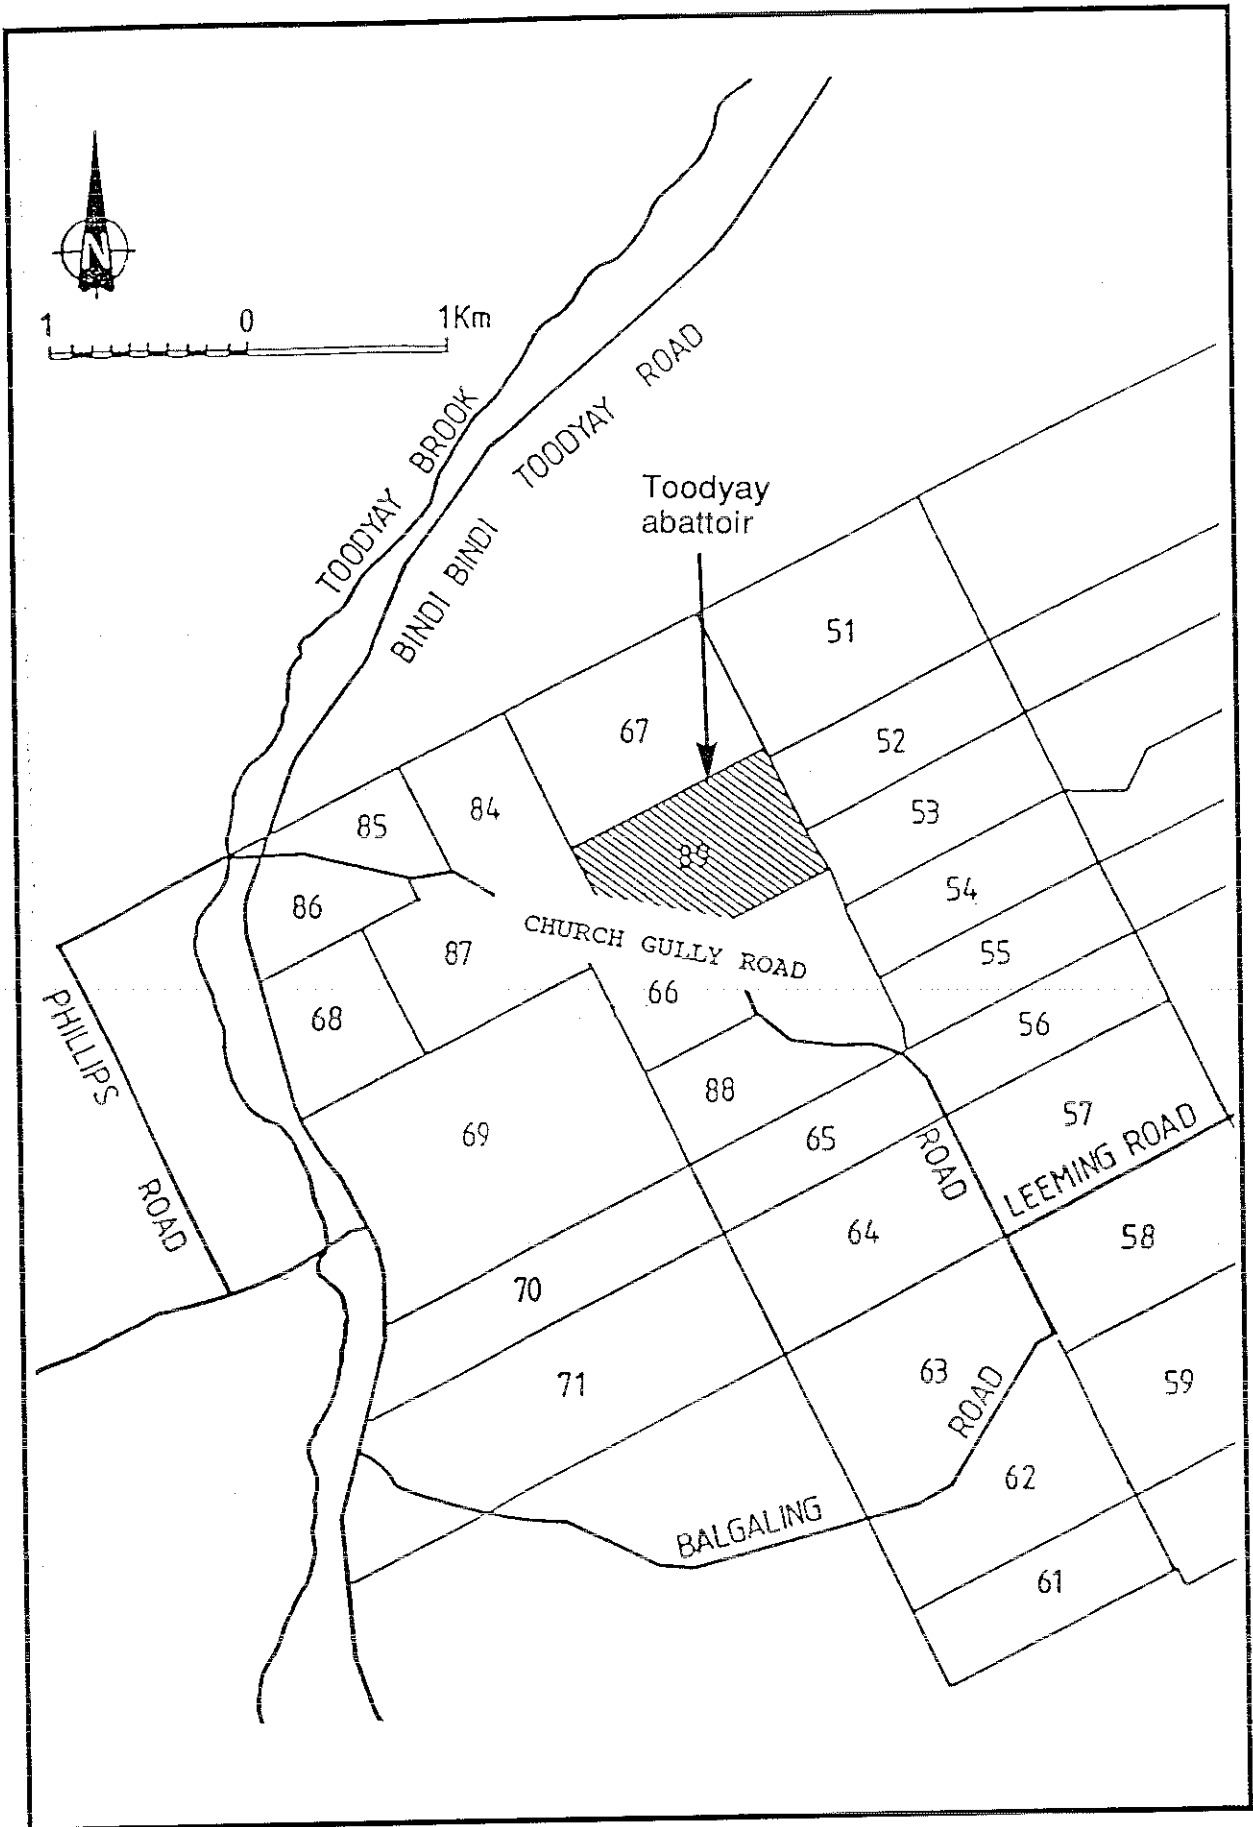 N
1 0 1Km
TOODYAY BROOK
BINDI BINDI TOODYAY ROAD
Toodyay
abattoir
51
67
52
84
85
53
89
54
86
CHURCH GULLY ROAD
87
55
66
68
56
PHILLIPS ROAD
88
57
69
65
ROAD
LEEMING ROAD
64
58
70
71
63
59
ROAD
62
BALGALING
61